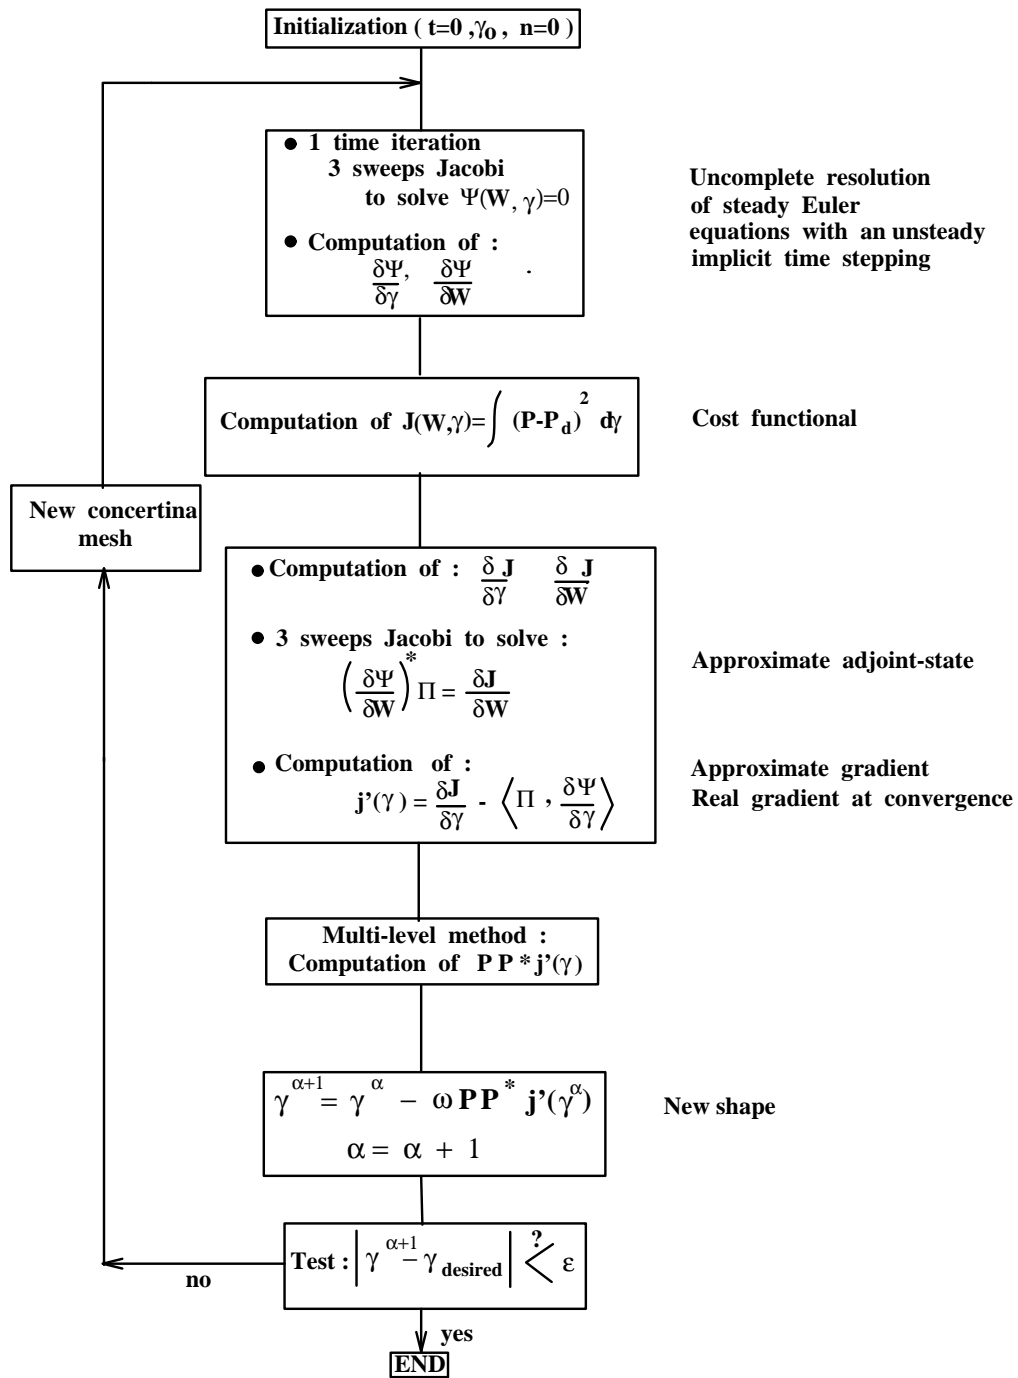 Initialization ( t=0 ,γo , n=0 )
● 1 time iteration
3 sweeps Jacobi
to solve Ψ(W, γ)=0
● Computation of :
δΨ/δγ, δΨ/δW .
Uncomplete resolution
of steady Euler
equations with an unsteady
implicit time stepping
Computation of J(W,γ)=∫ (P-Pd)² dγ
Cost functional
New concertina
mesh
● Computation of : δJ/δγ δJ/δW
● 3 sweeps Jacobi to solve :
(δΨ/δW)* Π = δJ/δW
Approximate adjoint-state
● Computation of :
j'(γ) = δJ/δγ - ⟨Π , δΨ/δγ⟩
Approximate gradient
Real gradient at convergence
Multi-level method :
Computation of P P * j'(γ)
γ^α+1 = γ^α − ω P P* j'(γ^α)
α = α + 1
New shape
Test : | γ^α+1 − γdesired | <? ε
no
yes
END